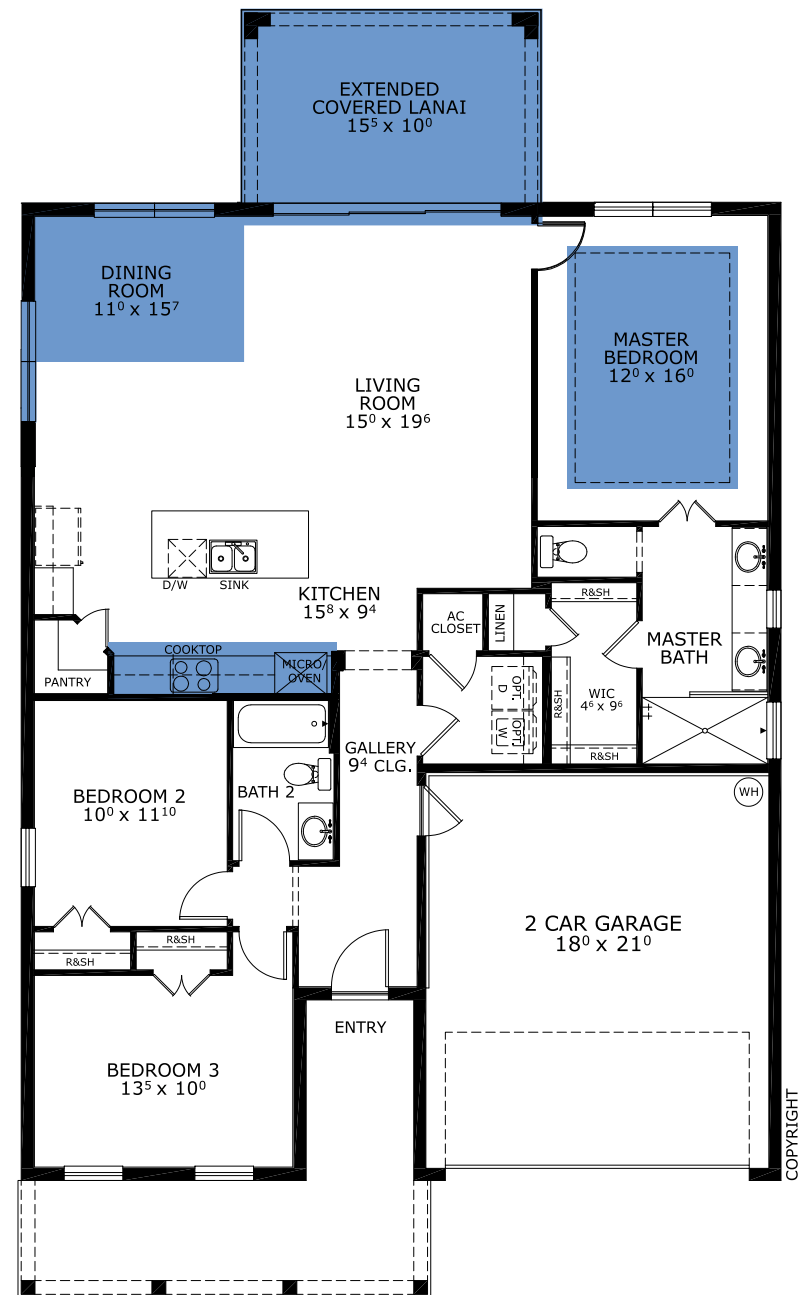 EXTENDED
COVERED LANAI
15⁵ x 10⁰
DINING
ROOM
11⁰ x 15⁷
MASTER
BEDROOM
12⁰ x 16⁰
LIVING
ROOM
15⁰ x 19⁶
D/W
SINK
KITCHEN
15⁸ x 9⁴
R&SH
AC
CLOSET
LINEN
MASTER
BATH
COOKTOP
MICRO/
OVEN
PANTRY
OPT.
D
WIC
4⁶ x 9⁶
R&SH
OPT.
W
R&SH
GALLERY
9⁴ CLG.
BATH 2
BEDROOM 2
10⁰ x 11¹⁰
WH
2 CAR GARAGE
18⁰ x 21⁰
R&SH
R&SH
ENTRY
BEDROOM 3
13⁵ x 10⁰
COPYRIGHT